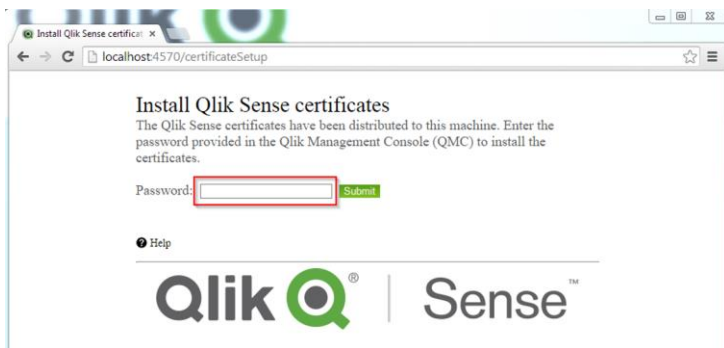 Install Qlik Sense certificat ×
localhost:4570/certificateSetup
Install Qlik Sense certificates
The Qlik Sense certificates have been distributed to this machine. Enter the
password provided in the Qlik Management Console (QMC) to install the
certificates.
Password: Submit
? Help
Qlik Q® | Sense™